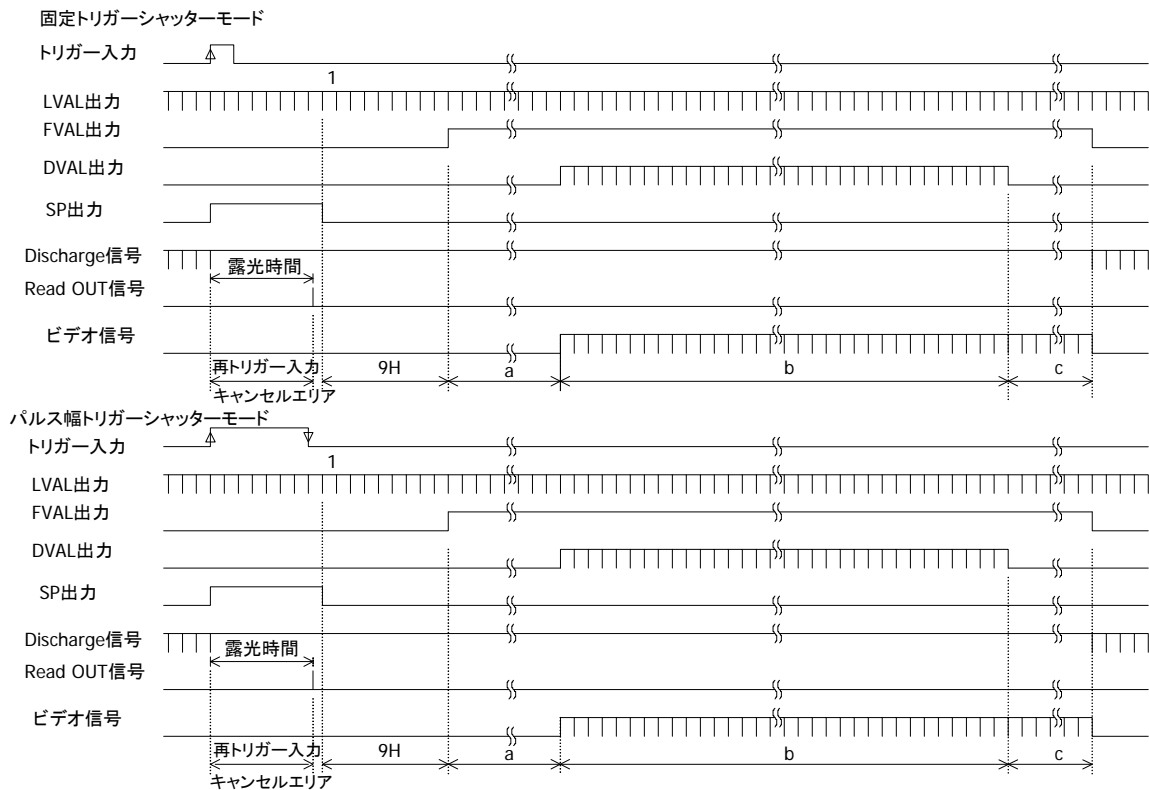 固定トリガーシャッターモード
トリガー入力
1
LVAL出力
FVAL出力
DVAL出力
SP出力
Discharge信号
露光時間
Read OUT信号
ビデオ信号
再トリガー入力 9H a b c
キャンセルエリア
パルス幅トリガーシャッターモード
トリガー入力
1
LVAL出力
FVAL出力
DVAL出力
SP出力
Discharge信号
露光時間
Read OUT信号
ビデオ信号
再トリガー入力 9H a b c
キャンセルエリア